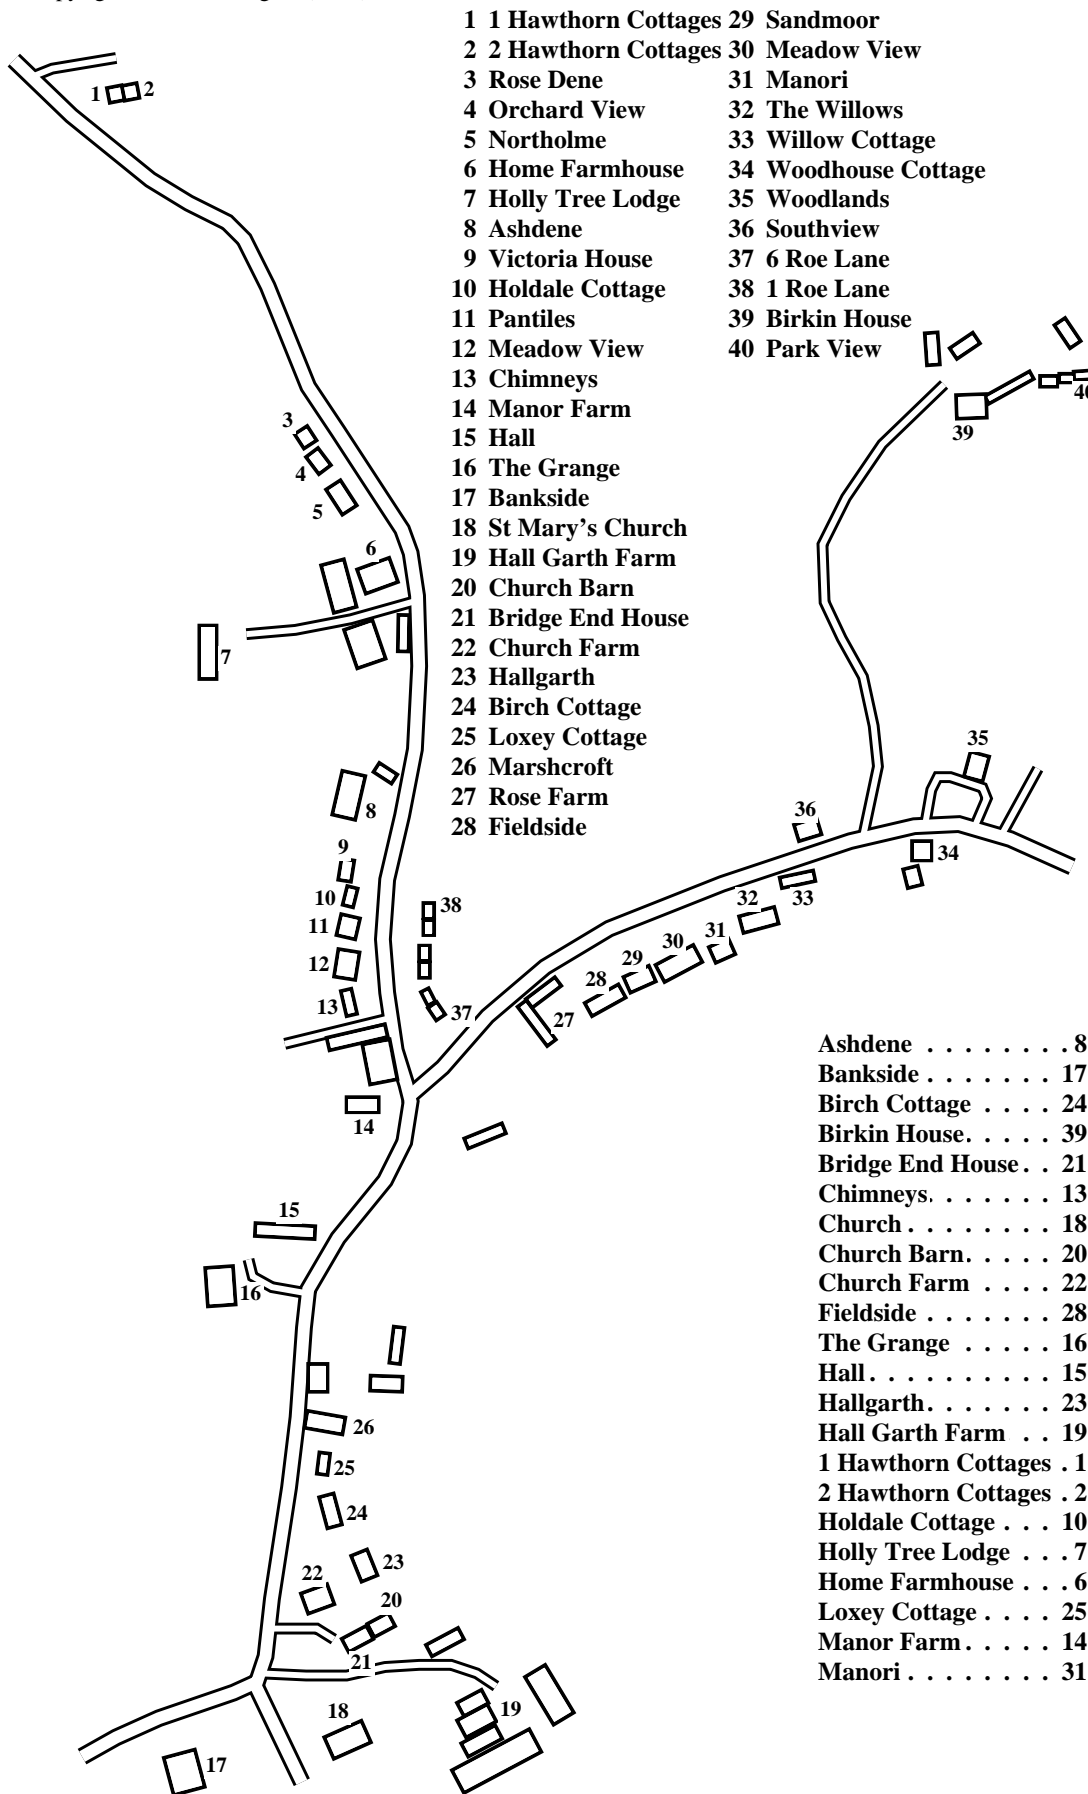 1 1 Hawthorn Cottages
2 2 Hawthorn Cottages
3 Rose Dene
4 Orchard View
5 Northolme
6 Home Farmhouse
7 Holly Tree Lodge
8 Ashdene
9 Victoria House
10 Holdale Cottage
11 Pantiles
12 Meadow View
13 Chimneys
14 Manor Farm
15 Hall
16 The Grange
17 Bankside
18 St Mary’s Church
19 Hall Garth Farm
20 Church Barn
21 Bridge End House
22 Church Farm
23 Hallgarth
24 Birch Cottage
25 Loxey Cottage
26 Marshcroft
27 Rose Farm
28 Fieldside
29 Sandmoor
30 Meadow View
31 Manori
32 The Willows
33 Willow Cottage
34 Woodhouse Cottage
35 Woodlands
36 Southview
37 6 Roe Lane
38 1 Roe Lane
39 Birkin House
40 Park View
1
2
3
4
5
6
7
8
9
10
11
12
13
14
15
16
17
18
19
20
21
22
23
24
25
26
27
28
29
30
31
32
33
34
35
36
37
38
39
40
Ashdene . . . . . . . . 8
Bankside . . . . . . . 17
Birch Cottage . . . . 24
Birkin House. . . . . 39
Bridge End House . . 21
Chimneys. . . . . . . 13
Church . . . . . . . . 18
Church Barn. . . . . 20
Church Farm . . . . 22
Fieldside . . . . . . . 28
The Grange . . . . . 16
Hall . . . . . . . . . . 15
Hallgarth. . . . . . . 23
Hall Garth Farm . . 19
1 Hawthorn Cottages . 1
2 Hawthorn Cottages . 2
Holdale Cottage . . . 10
Holly Tree Lodge . . . 7
Home Farmhouse . . . 6
Loxey Cottage . . . . 25
Manor Farm . . . . . 14
Manori . . . . . . . . 31